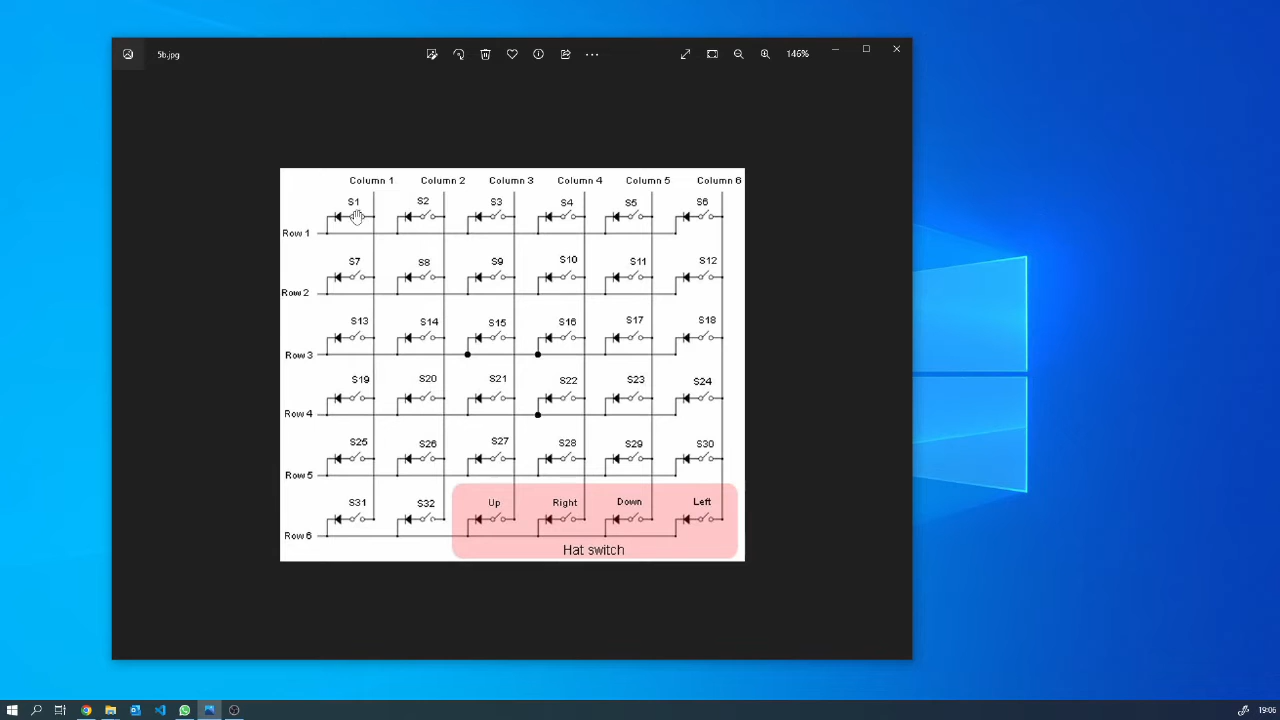 5b.jpg 146%
Column 1 Column 2 Column 3 Column 4 Column 5 Column 6
S1 S2 S3 S4 S5 S6
Row 1
S7 S8 S9 S10 S11 S12
Row 2
S13 S14 S15 S16 S17 S18
Row 3
S19 S20 S21 S22 S23 S24
Row 4
S25 S26 S27 S28 S29 S30
Row 5
S31 S32 Up Right Down Left
Row 6
Hat switch
19:06